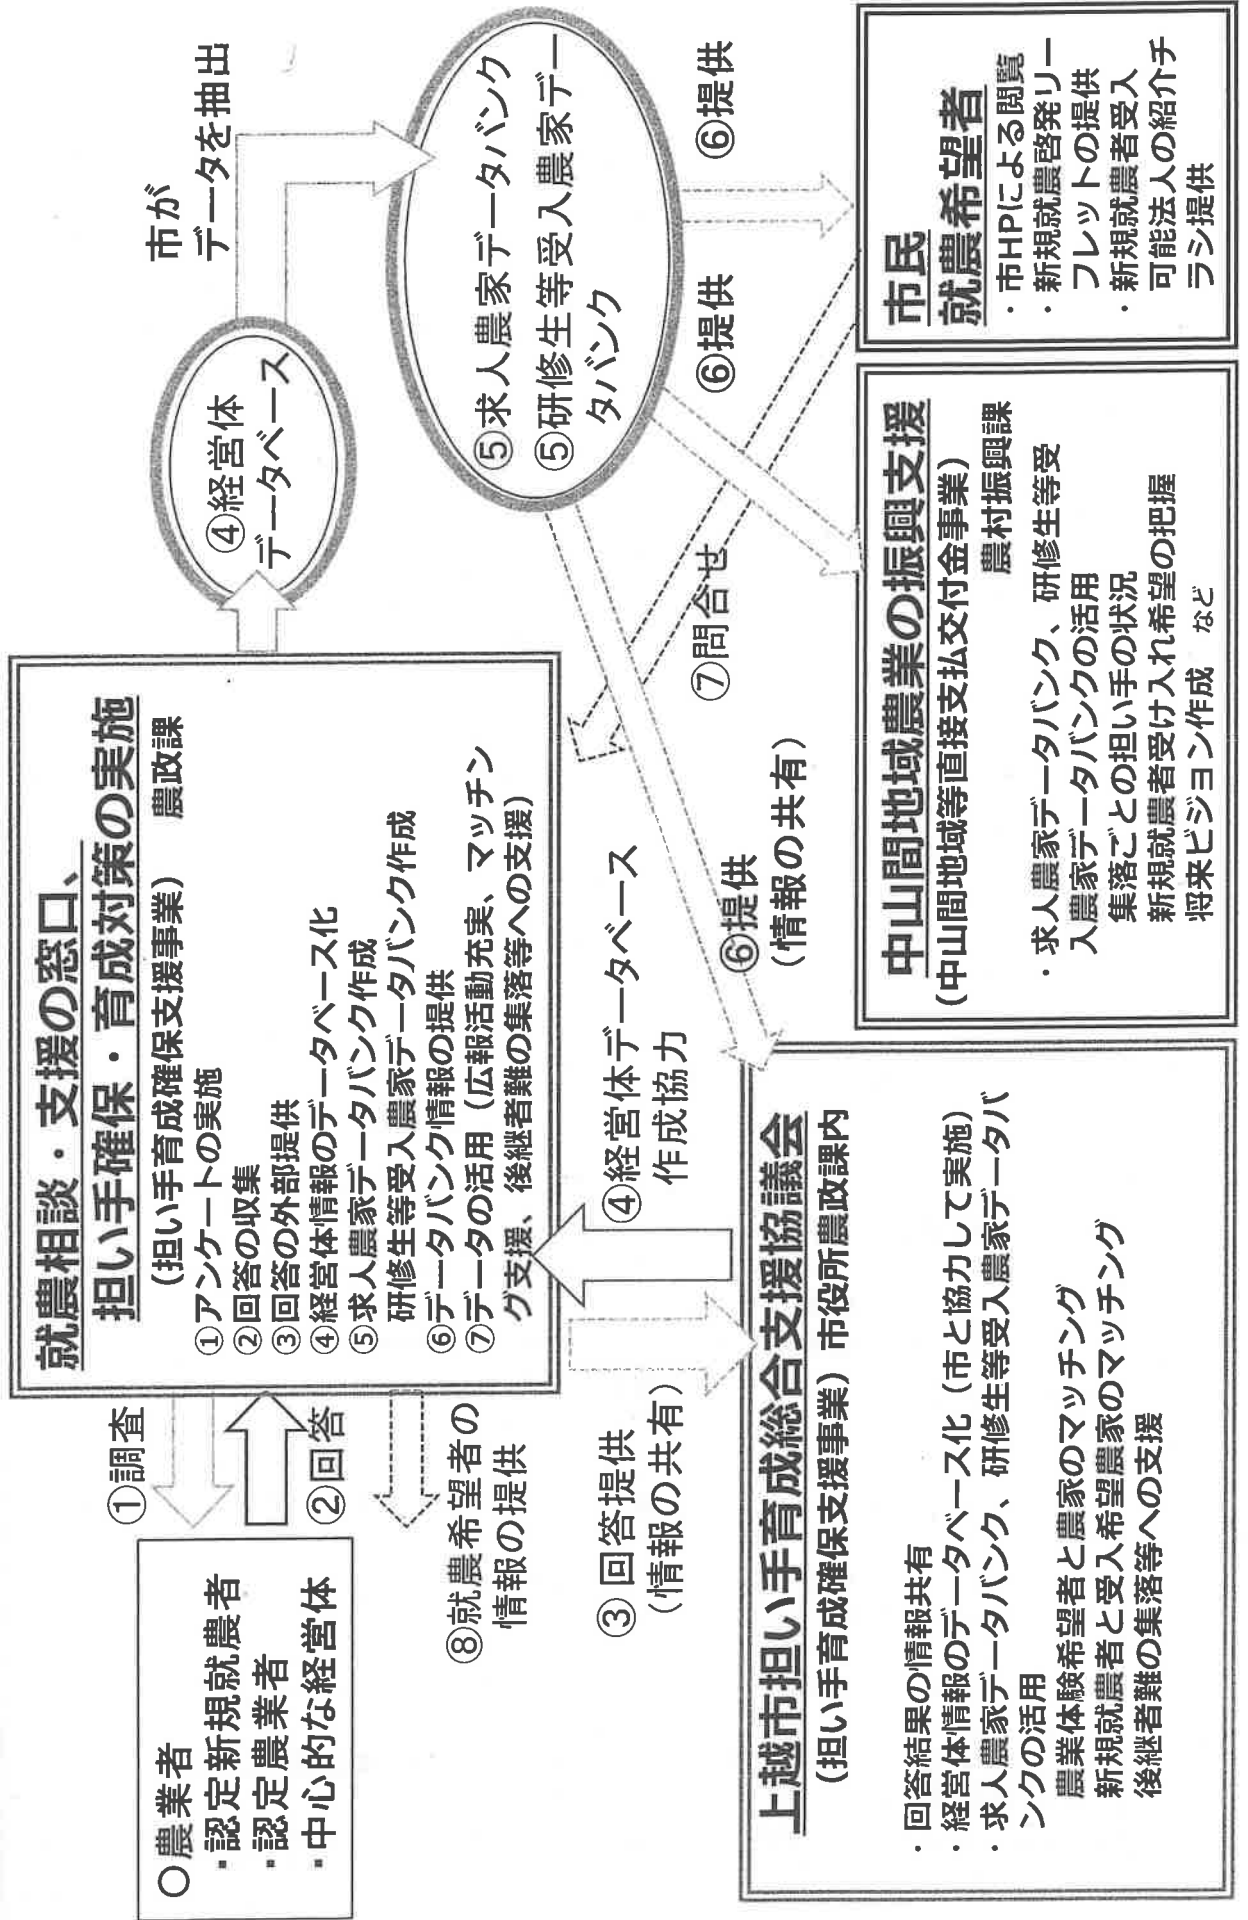 〇農業者
・認定新規就農者
・認定農業者
・中心的な経営体
①調査
②回答
⑧就農希望者の
情報の提供
就農相談・支援の窓口、
担い手確保・育成対策の実施
（担い手育成確保支援事業）　農政課
①アンケートの実施
②回答の収集
③回答の外部提供
④経営体情報のデータベース化
⑤求人農家データバンク作成
研修生等受入農家データバンク作成
⑥データバンク情報の提供
⑦データの活用（広報活動充実、マッチン
グ支援、後継者難の集落等への支援）
④経営体
データベース
市が
データを抽出
⑤求人農家データバンク
⑤研修生等受入農家デー
タバンク
③回答提供
（情報の共有）
④経営体データベース
作成協力
⑥提供
（情報の共有）
⑦問合せ
⑥提供
⑥提供
上越市担い手育成総合支援協議会
（担い手育成確保支援事業）市役所農政課内
・回答結果の情報共有
・経営体情報のデータベース化（市と協力して実施）
・求人農家データバンク、研修生等受入農家データバ
ンクの活用
農業体験希望者と農家のマッチング
新規就農者と受入希望農家のマッチング
後継者難の集落等への支援
中山間地域農業の振興支援
（中山間地域等直接支払交付金事業）
農村振興課
・求人農家データバンク、研修生等受
入農家データバンクの活用
集落ごとの担い手の状況
新規就農者受け入れ希望の把握
将来ビジョン作成　など
市民
就農希望者
・市HPによる閲覧
・新規就農啓発リー
フレットの提供
・新規就農者受入
可能法人の紹介チ
ラシ提供